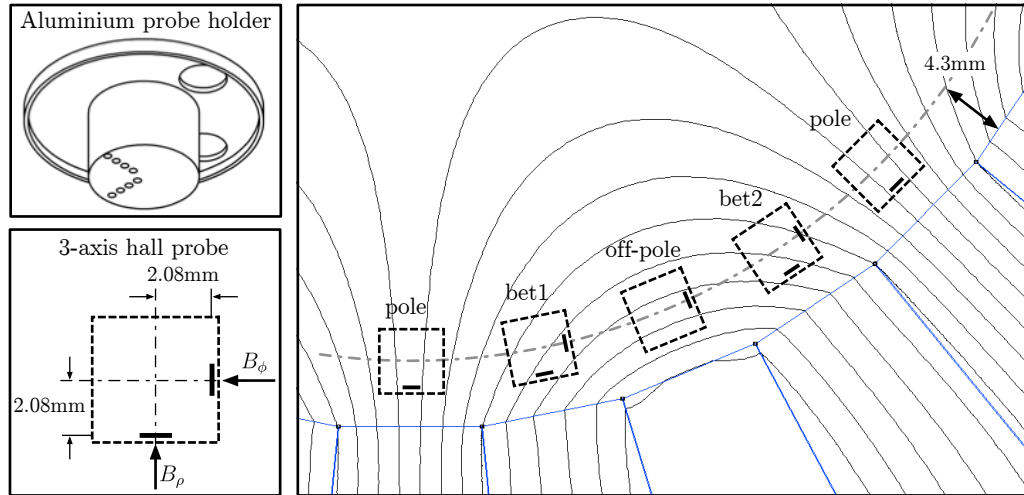 Aluminium probe holder
3-axis hall probe
2.08mm
B_ϕ
2.08mm
B_ρ
4.3mm
pole
bet2
off-pole
bet1
pole